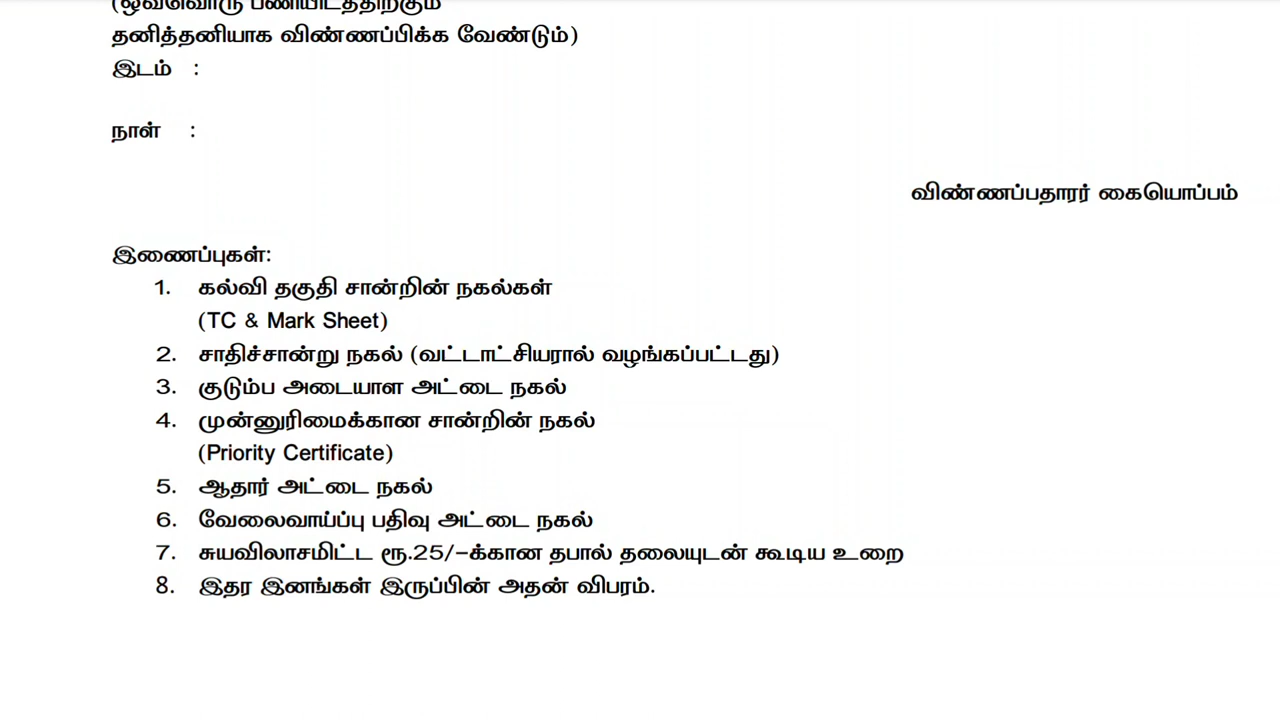 (ஒவ்வொரு பணியிடத்திற்கும்
தனித்தனியாக விண்ணப்பிக்க வேண்டும்)
இடம் :
நாள் :
விண்ணப்பதாரர் கையொப்பம்
இணைப்புகள்:
1. கல்வி தகுதி சான்றின் நகல்கள்
(TC & Mark Sheet)
2. சாதிச்சான்று நகல் (வட்டாட்சியரால் வழங்கப்பட்டது)
3. குடும்ப அடையாள அட்டை நகல்
4. முன்னுரிமைக்கான சான்றின் நகல்
(Priority Certificate)
5. ஆதார் அட்டை நகல்
6. வேலைவாய்ப்பு பதிவு அட்டை நகல்
7. சுயவிலாசமிட்ட ரூ.25/-க்கான தபால் தலையுடன் கூடிய உறை
8. இதர இனங்கள் இருப்பின் அதன் விபரம்.